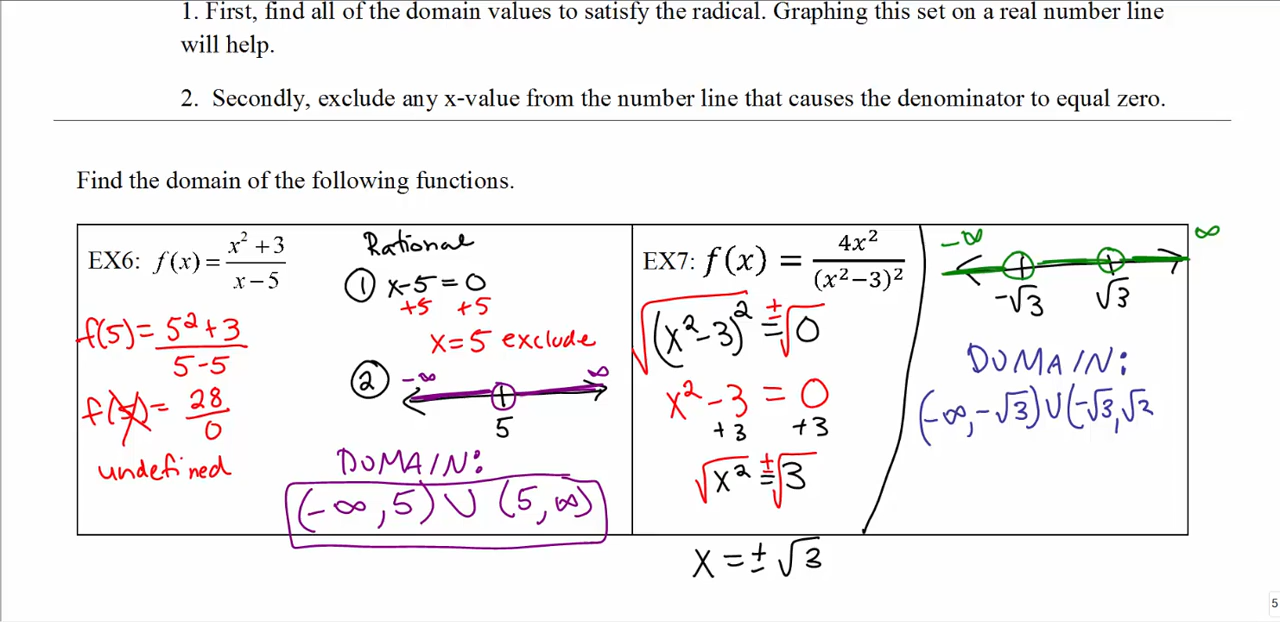 1. First, find all of the domain values to satisfy the radical. Graphing this set on a real number line
will help.
2. Secondly, exclude any x-value from the number line that causes the denominator to equal zero.
Find the domain of the following functions.
EX6: f(x) = (x² + 3)/(x − 5)
Rational
① x−5 = 0
+5 +5
x=5 exclude
f(5) = (5² + 3)/(5 - 5)
f(x) = 28/0
undefined
② -∞ ∞
5
DOMAIN:
(-∞, 5) ∪ (5, ∞)
EX7: f(x) = 4x²/(x² − 3)²
√(x² − 3)² ± = √0
x² − 3 = 0
+3 +3
√x² ± = √3
x = ± √3
-∞ ∞
-√3 √3
DOMAIN:
(-∞, -√3) ∪ (-√3, √3
5